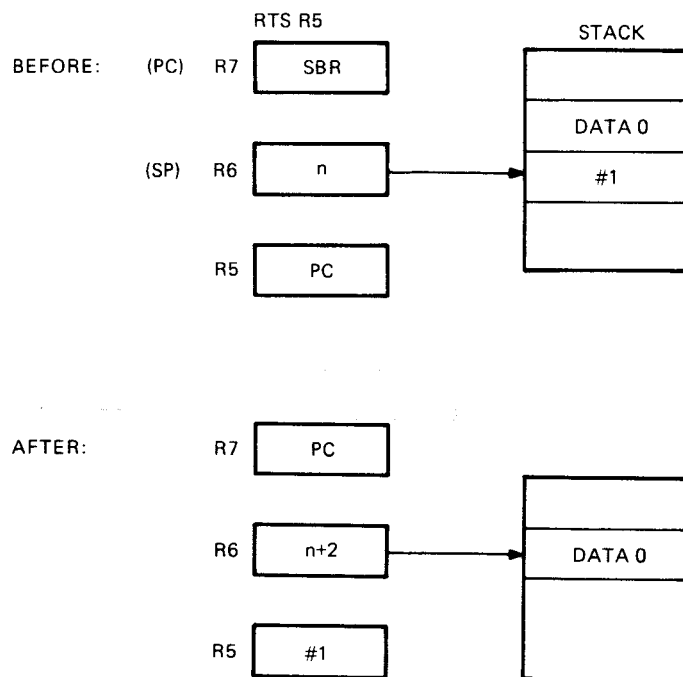 RTS R5
STACK
BEFORE: (PC) R7 SBR
DATA 0
(SP) R6 n #1
R5 PC
AFTER: R7 PC
R6 n+2 DATA 0
R5 #1